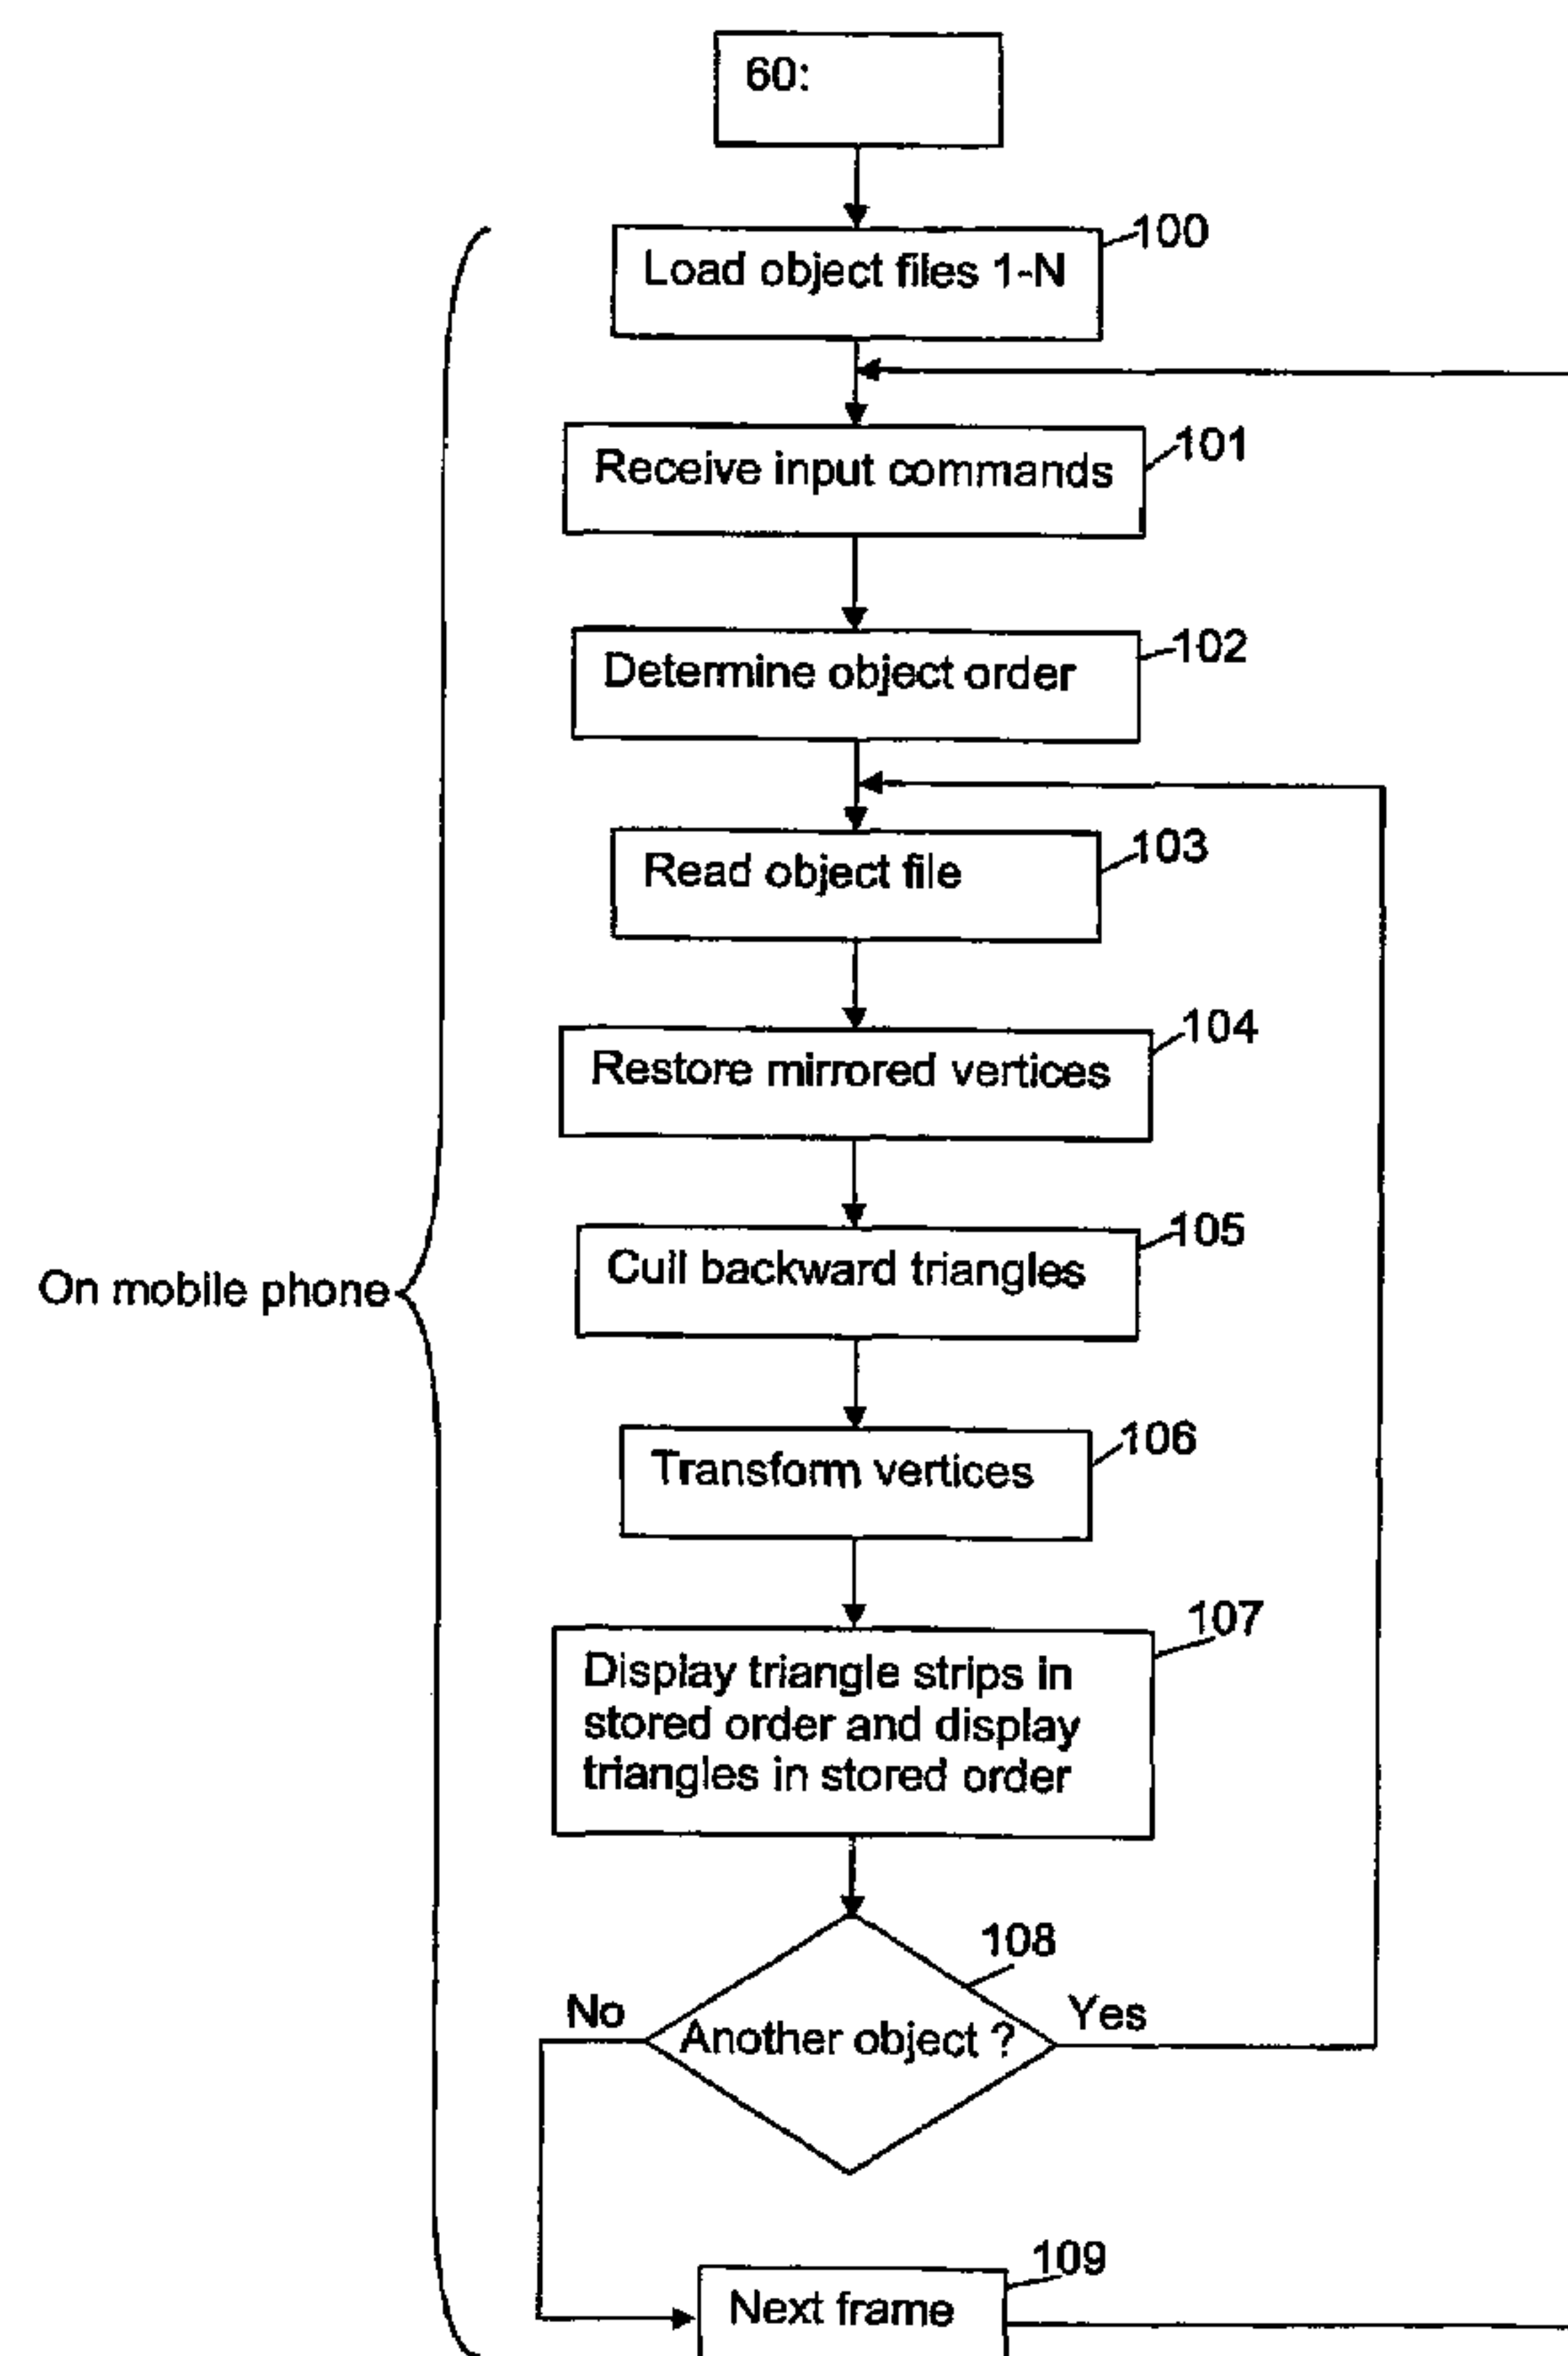 60:
100
Load object files 1-N
101
Receive input commands
102
Determine object order
103
Read object file
104
Restore mirrored vertices
105
Cull backward triangles
On mobile phone
106
Transform vertices
107
Display triangle strips in
stored order and display
triangles in stored order
108
No
Another object ?
Yes
109
Next frame